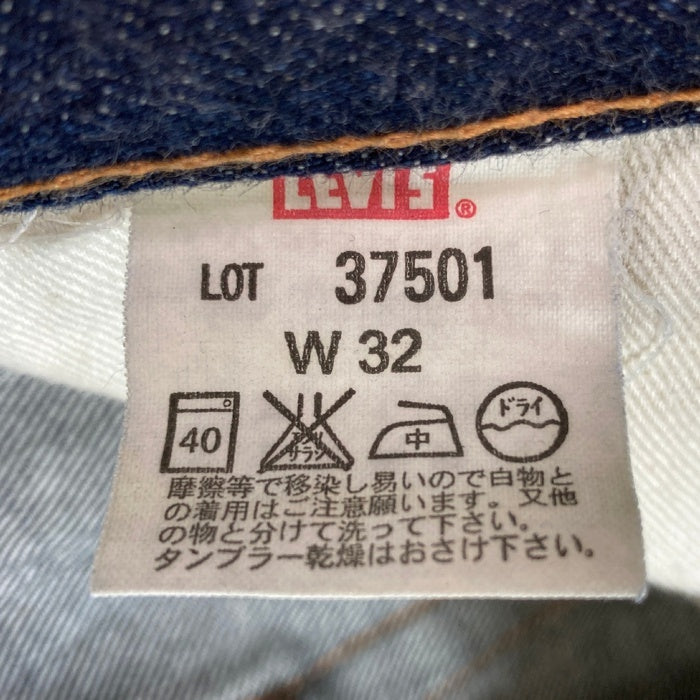 LEVI'S ®
LOT 37501
W 32
40 エンソ サラシ 中 ドライ
摩擦等で移染し易いので白物と
の着用はご注意願います。又他
の物と分けて洗って下さい。
タンブラー乾燥はおさけ下さい。